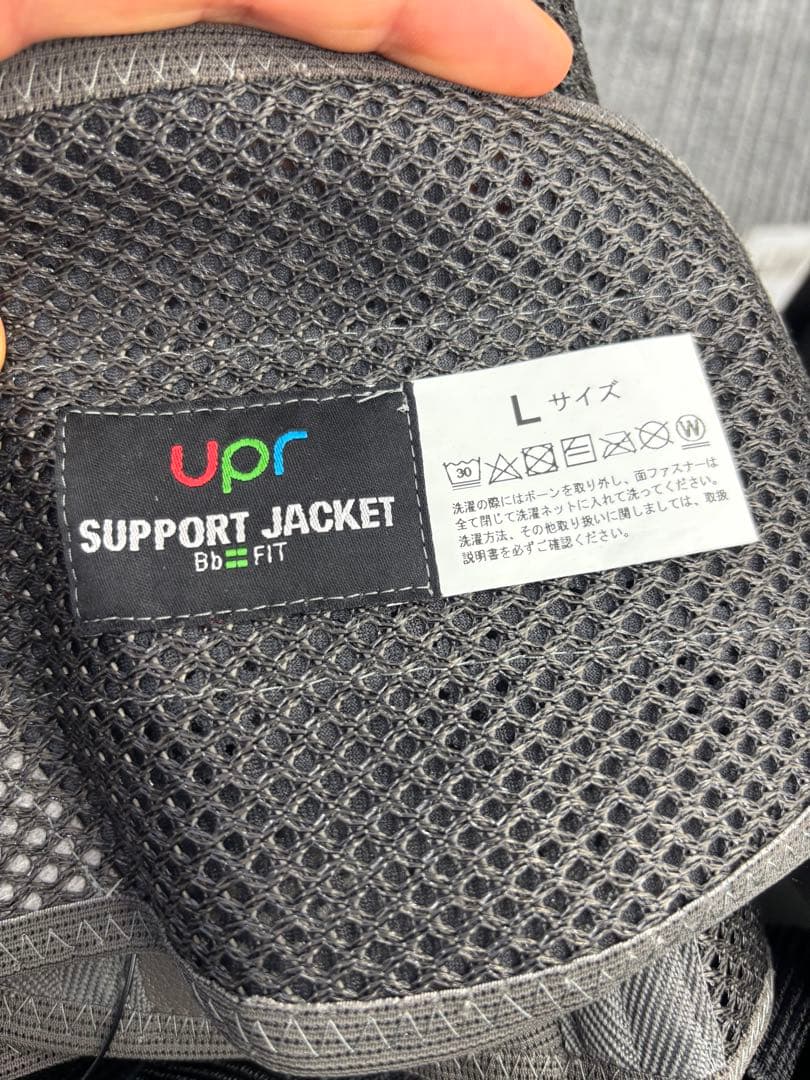 upr
SUPPORT JACKET
Bb FIT
L サイズ
30 W
洗濯の際にはボーンを取り外し、面ファスナーは
全て閉じて洗濯ネットに入れて洗ってください。
洗濯方法、その他取り扱いに関しましては、取扱
説明書を必ずご確認ください。